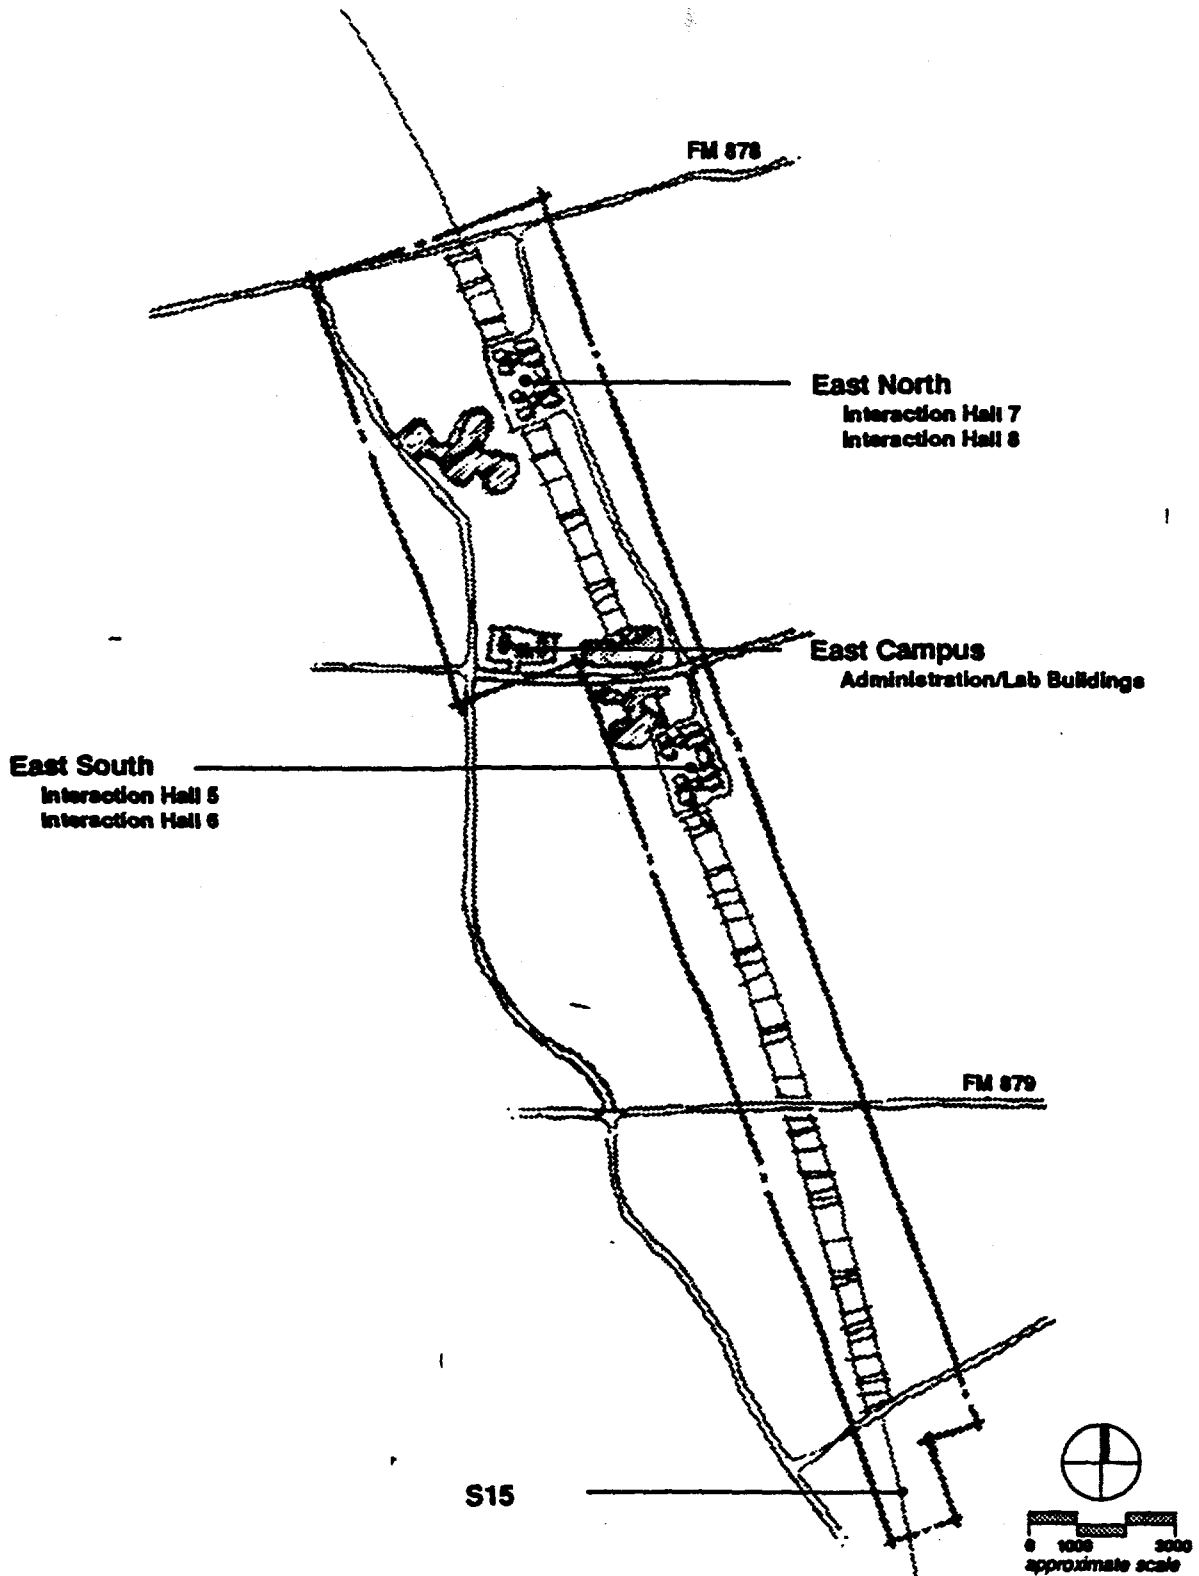 FM 878
East North
Interaction Hall 7
Interaction Hall 8
East Campus
Administration/Lab Buildings
East South
Interaction Hall 5
Interaction Hall 6
FM 879
S15
0 1000 3000
approximate scale